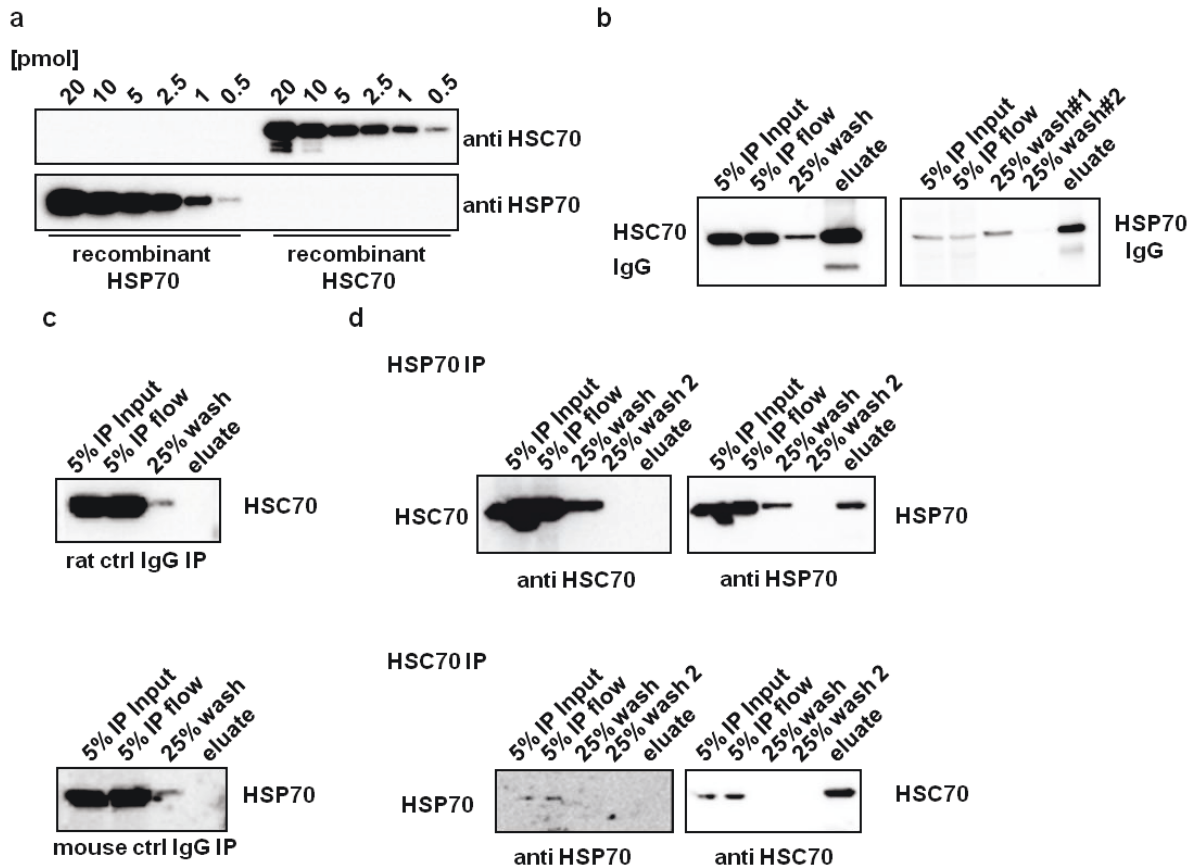 a
[pmol]
20 10 5 2.5 1 0.5 20 10 5 2.5 1 0.5
anti HSC70
anti HSP70
recombinant HSP70
recombinant HSC70
b
5% IP Input 5% IP flow 25% wash eluate
HSC70
IgG
5% IP Input 5% IP flow 25% wash#1 25% wash#2 eluate
HSP70
IgG
c
5% IP Input 5% IP flow 25% wash eluate
HSC70
rat ctrl IgG IP
5% IP Input 5% IP flow 25% wash eluate
HSP70
mouse ctrl IgG IP
d
HSP70 IP
5% IP Input 5% IP flow 25% wash 25% wash 2 eluate
HSC70
anti HSC70
5% IP Input 5% IP flow 25% wash 25% wash 2 eluate
HSP70
anti HSP70
HSC70 IP
5% IP Input 5% IP flow 25% wash 25% wash 2 eluate
HSP70
anti HSP70
5% IP Input 5% IP flow 25% wash 25% wash 2 eluate
HSC70
anti HSC70